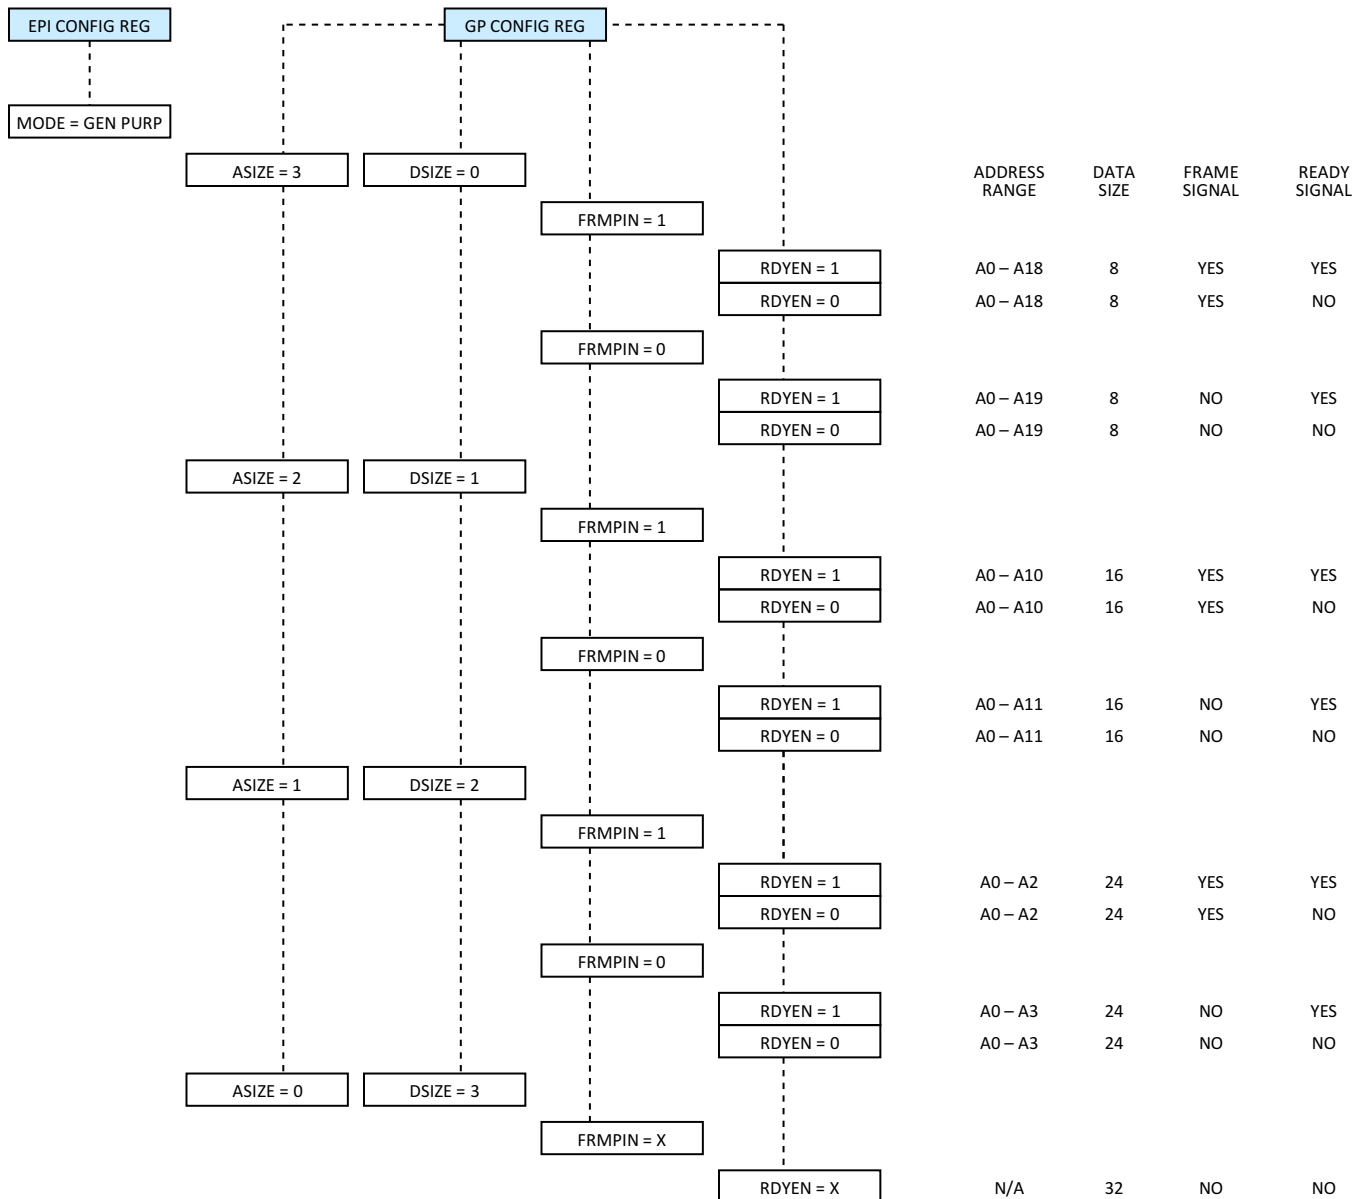 EPI CONFIG REG GP CONFIG REG
MODE = GEN PURP
ASIZE = 3 DSIZE = 0 ADDRESS RANGE DATA SIZE FRAME SIGNAL READY SIGNAL
FRMPIN = 1
RDYEN = 1 A0 – A18 8 YES YES
RDYEN = 0 A0 – A18 8 YES NO
FRMPIN = 0
RDYEN = 1 A0 – A19 8 NO YES
RDYEN = 0 A0 – A19 8 NO NO
ASIZE = 2 DSIZE = 1
FRMPIN = 1
RDYEN = 1 A0 – A10 16 YES YES
RDYEN = 0 A0 – A10 16 YES NO
FRMPIN = 0
RDYEN = 1 A0 – A11 16 NO YES
RDYEN = 0 A0 – A11 16 NO NO
ASIZE = 1 DSIZE = 2
FRMPIN = 1
RDYEN = 1 A0 – A2 24 YES YES
RDYEN = 0 A0 – A2 24 YES NO
FRMPIN = 0
RDYEN = 1 A0 – A3 24 NO YES
RDYEN = 0 A0 – A3 24 NO NO
ASIZE = 0 DSIZE = 3
FRMPIN = X
RDYEN = X N/A 32 NO NO